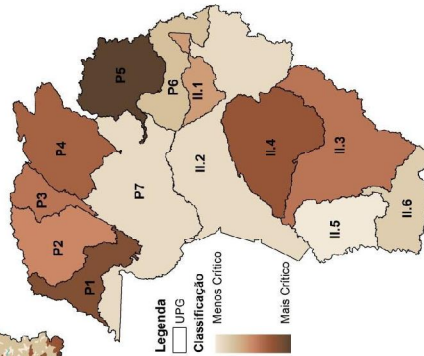 P5
P4
P6
II.1
P3
P2
P7
II.2
II.4
II.3
P1
II.5
II.6
Legenda
UPG
Classificação
Menos Crítico
Mais Crítico